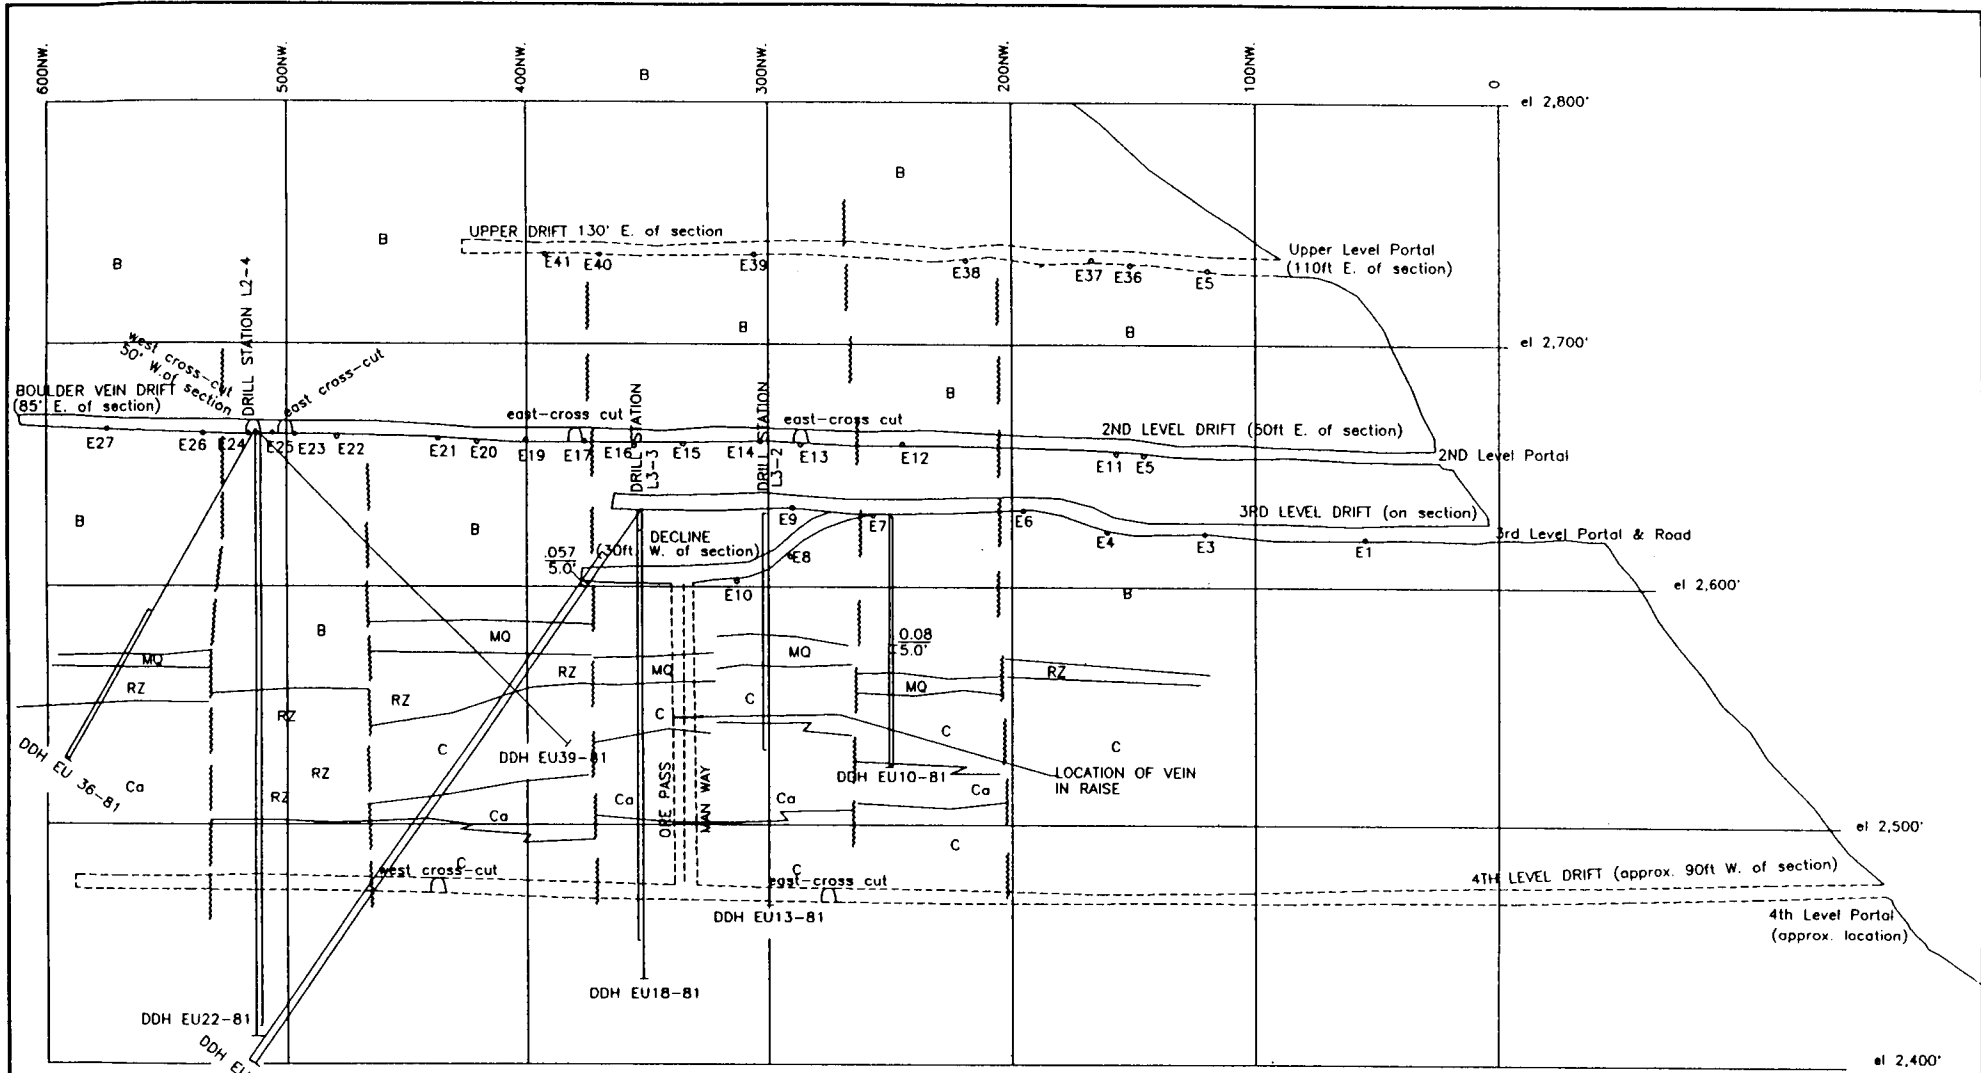 600NW.
500NW.
400NW.
300NW.
200NW.
100NW.
0
B
el 2,800'
B
B
B
UPPER DRIFT 130' E. of section
Upper Level Portal
(110ft E. of section)
E41
E40
E39
E38
E37
E36
E5
B
B
el 2,700'
west cross-cut
50' W.of section
DRILL STATION L2-4
east cross-cut
BOULDER VEIN DRIFT
(85' E. of section)
B
east-cross cut
east-cross cut
2ND LEVEL DRIFT (50ft E. of section)
2ND Level Portal
E27
E26
E24
E25
E23
E22
E21
E20
E19
E17
E16
E15
E14
E13
E12
E11
E5
DRILL STATION
L3-3
DRILL STATION
L3-2
3RD LEVEL DRIFT (on section)
3rd Level Portal & Road
E9
E7
E6
E4
E3
E1
B
B
DECLINE
(30ft. W. of section)
E8
.057
5.0'
E10
el 2,600'
B
B
MQ
MQ
MQ
MQ
0.08
5.0'
MQ
RZ
RZ
RZ
RZ
RZ
RZ
RZ
C
C
C
C
C
DDH EU 36-81
DDH EU39-81
DDH EU10-81
LOCATION OF VEIN
IN RAISE
Ca
Ca
Ca
Ca
Ca
ORE PASS
MAN WAY
el 2,500'
C
C
C
west cross-cut
east-cross cut
4TH LEVEL DRIFT (approx. 90ft W. of section)
4th Level Portal
(approx. location)
DDH EU13-81
DDH EU18-81
DDH EU22-81
DDH EU
el 2,400'